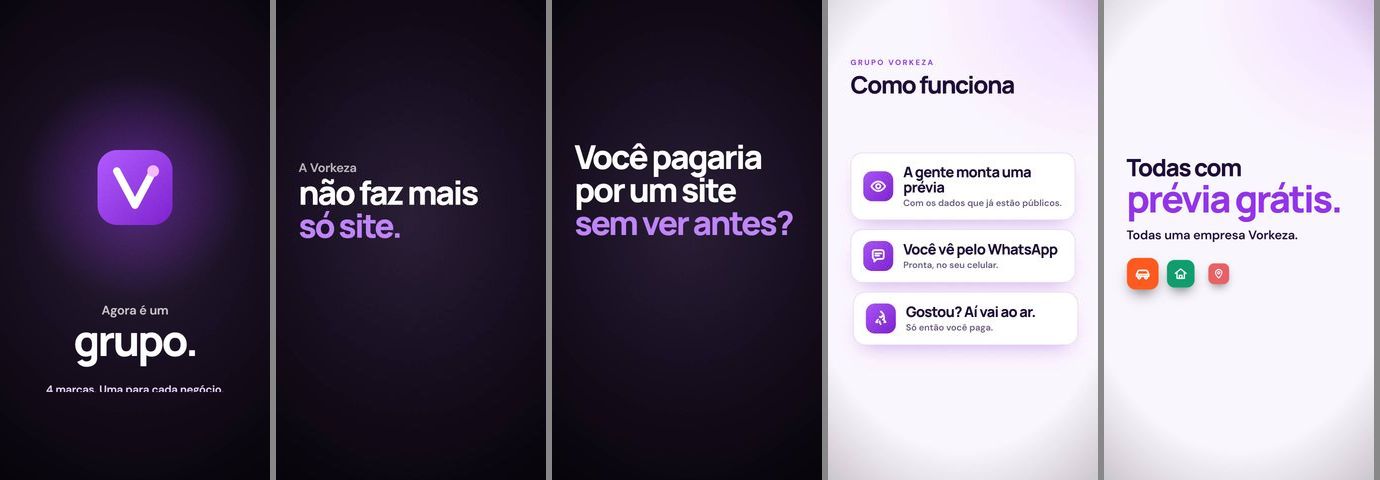 Agora é um
grupo.
4 marcas. Uma para cada negócio.
A Vorkeza
não faz mais
só site.
Você pagaria
por um site
sem ver antes?
GRUPO VORKEZA
Como funciona
A gente monta uma
prévia
Com os dados que já estão públicos.
Você vê pelo WhatsApp
Pronta, no seu celular.
Gostou? Aí vai ao ar.
Só então você paga.
Todas com
prévia grátis.
Todas uma empresa Vorkeza.